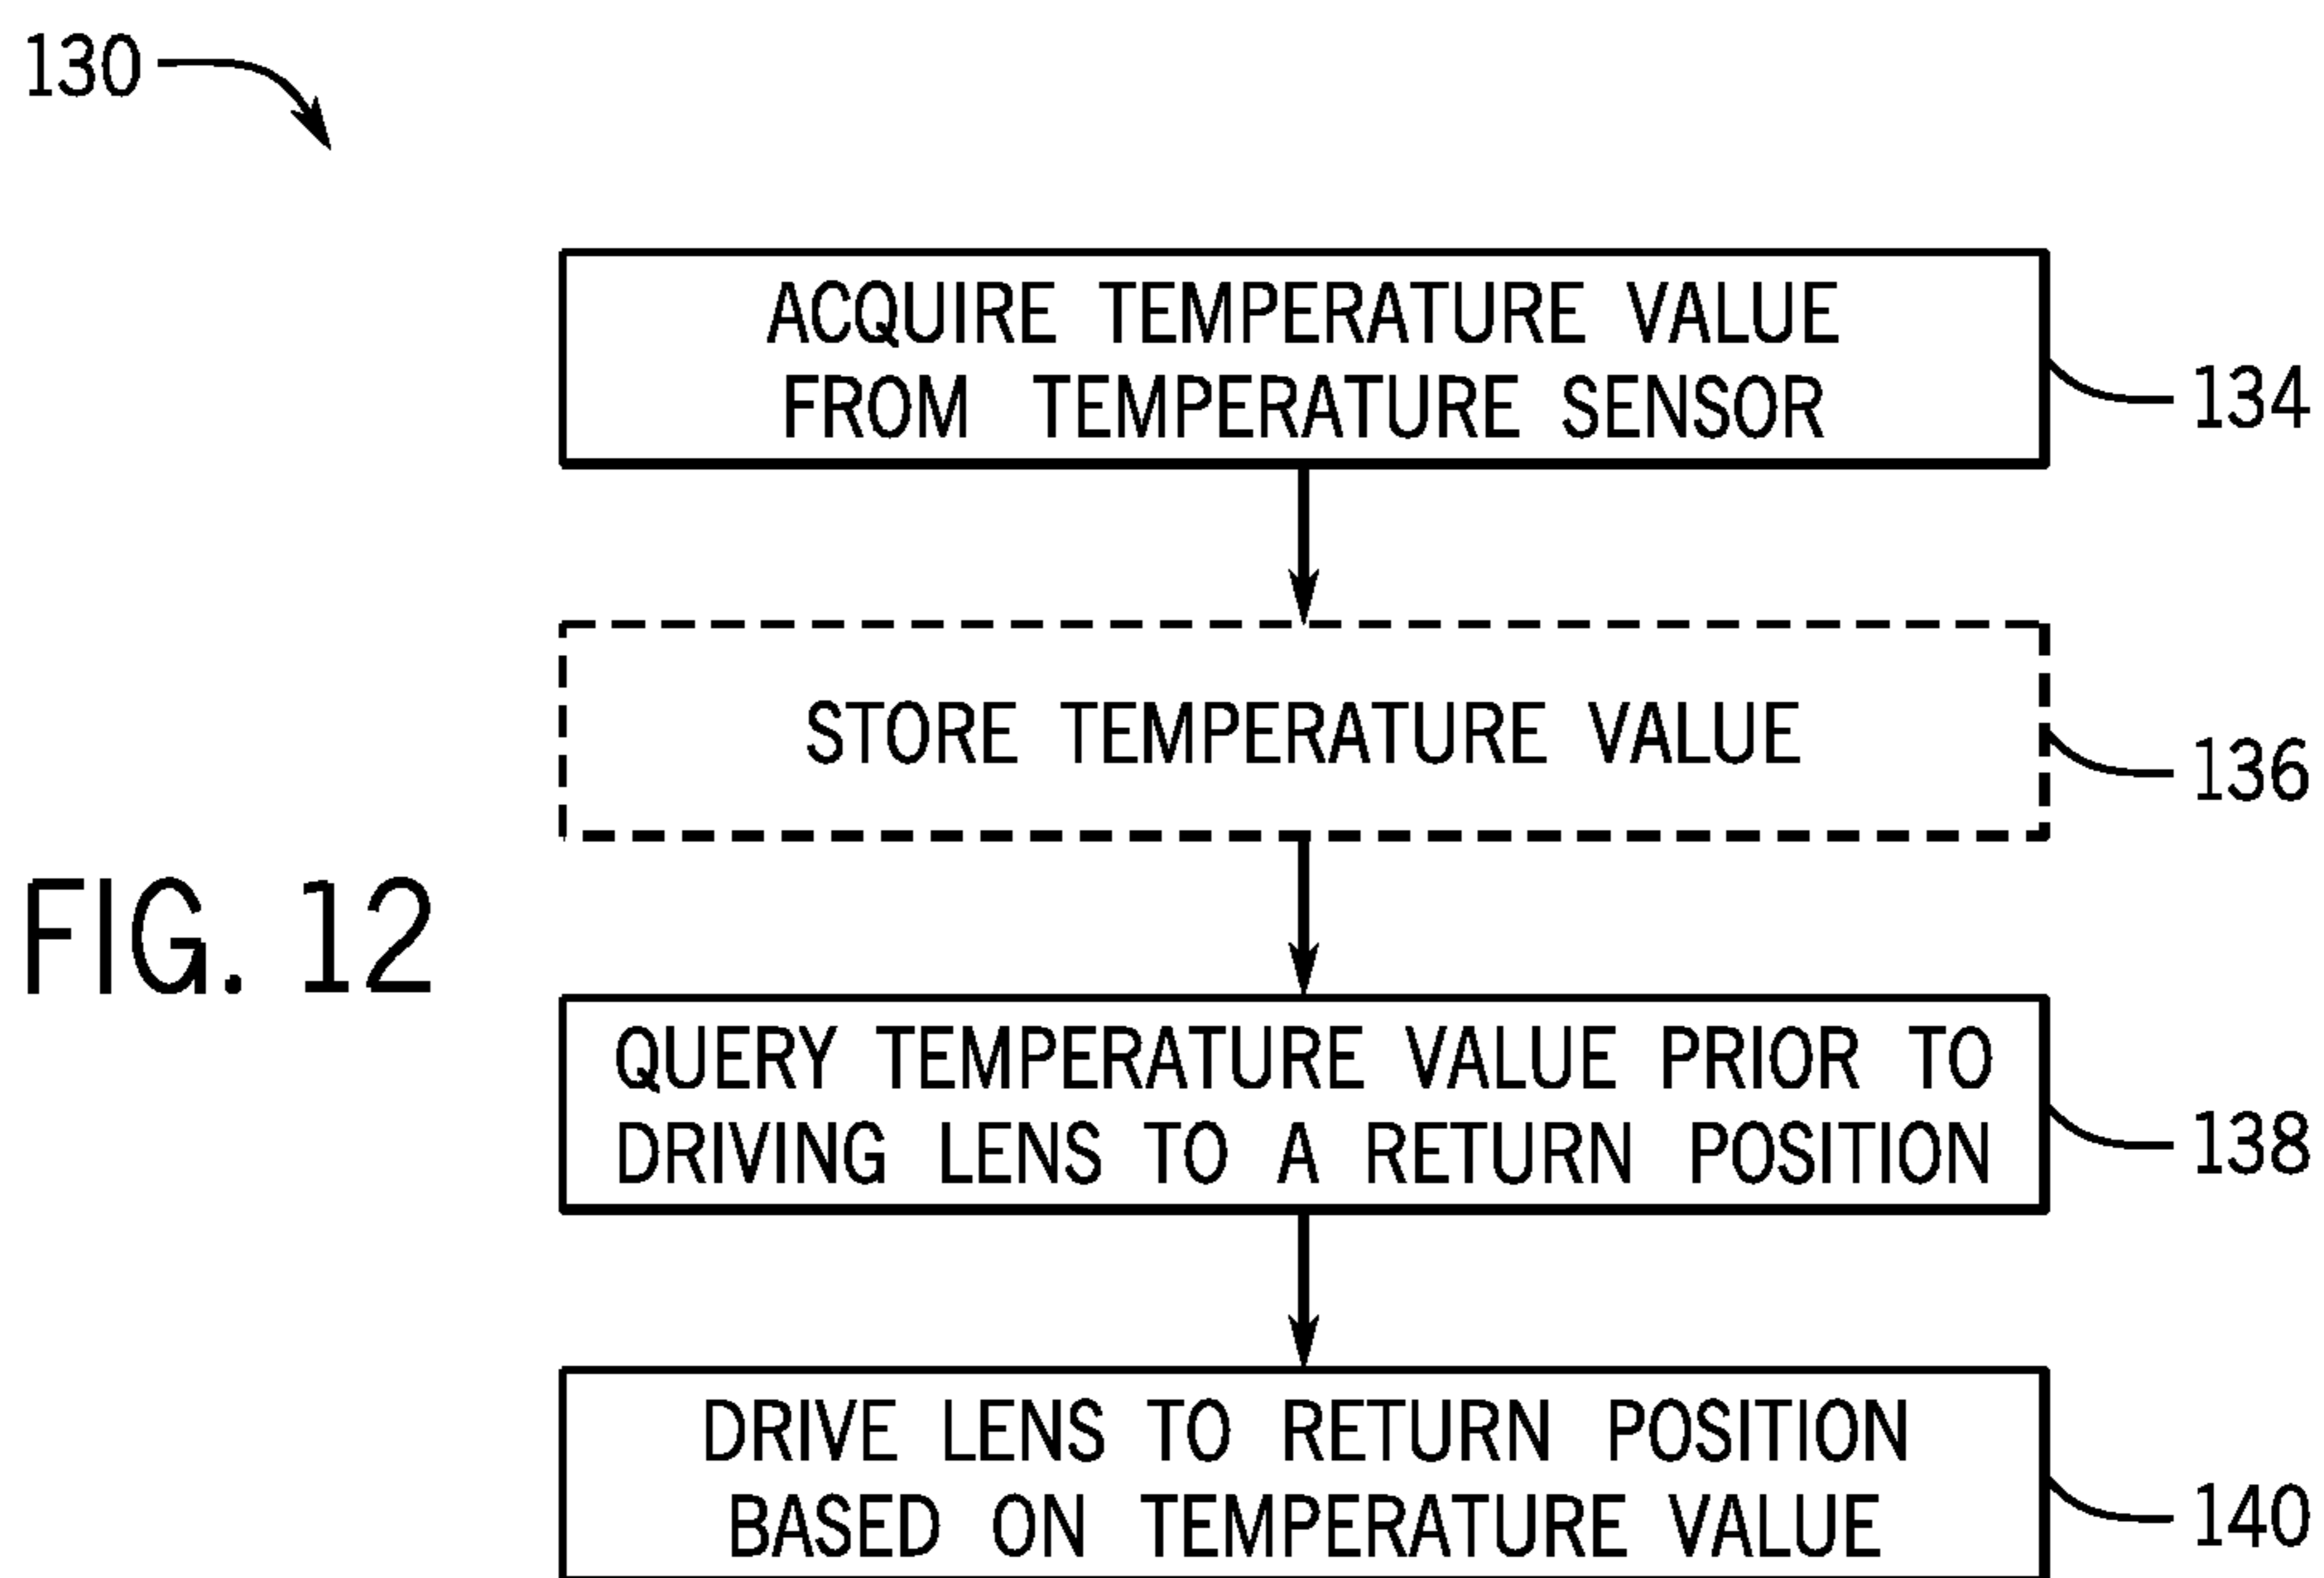 130
ACQUIRE TEMPERATURE VALUE
FROM TEMPERATURE SENSOR
134
STORE TEMPERATURE VALUE
136
FIG. 12
QUERY TEMPERATURE VALUE PRIOR TO
DRIVING LENS TO A RETURN POSITION
138
DRIVE LENS TO RETURN POSITION
BASED ON TEMPERATURE VALUE
140